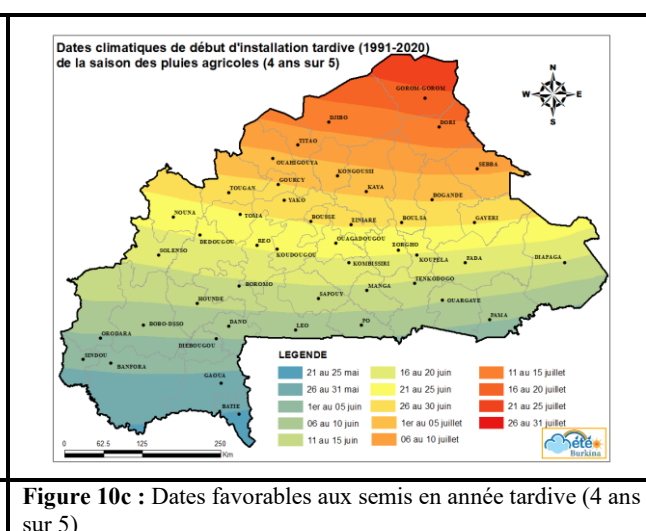 Dates climatiques de début d'installation tardive (1991-2020)
de la saison des pluies agricoles (4 ans sur 5)
N
W E
S
GOROM-GOROM
DJIBO
DORI
TITAO
OUAHIGOUYA
KONGOUSSI
SEBBA
GOURCY
KAYA
TOUGAN
YAKO
BOGANDE
NOUNA
TOMA
BOUSSE
ZINIARE
BOULSA
GAYERI
DEDOUGOU
REO
OUAGADOUGOU
ZORGHO
SOLENSO
KOUDOUGOU
KOMBISSIRI
KOUPELA
FADA
DIAPAGA
BOROMO
MANGA
TENKODOGO
HOUNDE
SAPOUY
OUARGAYE
BOBO-DISO
DANO
LEO
PO
PAMA
ORODARA
DIEBOUGOU
SINDOU
BANFORA
GAOUA
BATIE
LEGENDE
21 au 25 mai
26 au 31 mai
1er au 05 juin
06 au 10 juin
11 au 15 juin
16 au 20 juin
21 au 25 juin
26 au 30 juin
1er au 05 juillet
06 au 10 juillet
11 au 15 juillet
16 au 20 juillet
21 au 25 juillet
26 au 31 juillet
0 62.5 125 250
Km
météo
Burkina
Figure 10c : Dates favorables aux semis en année tardive (4 ans
sur 5)